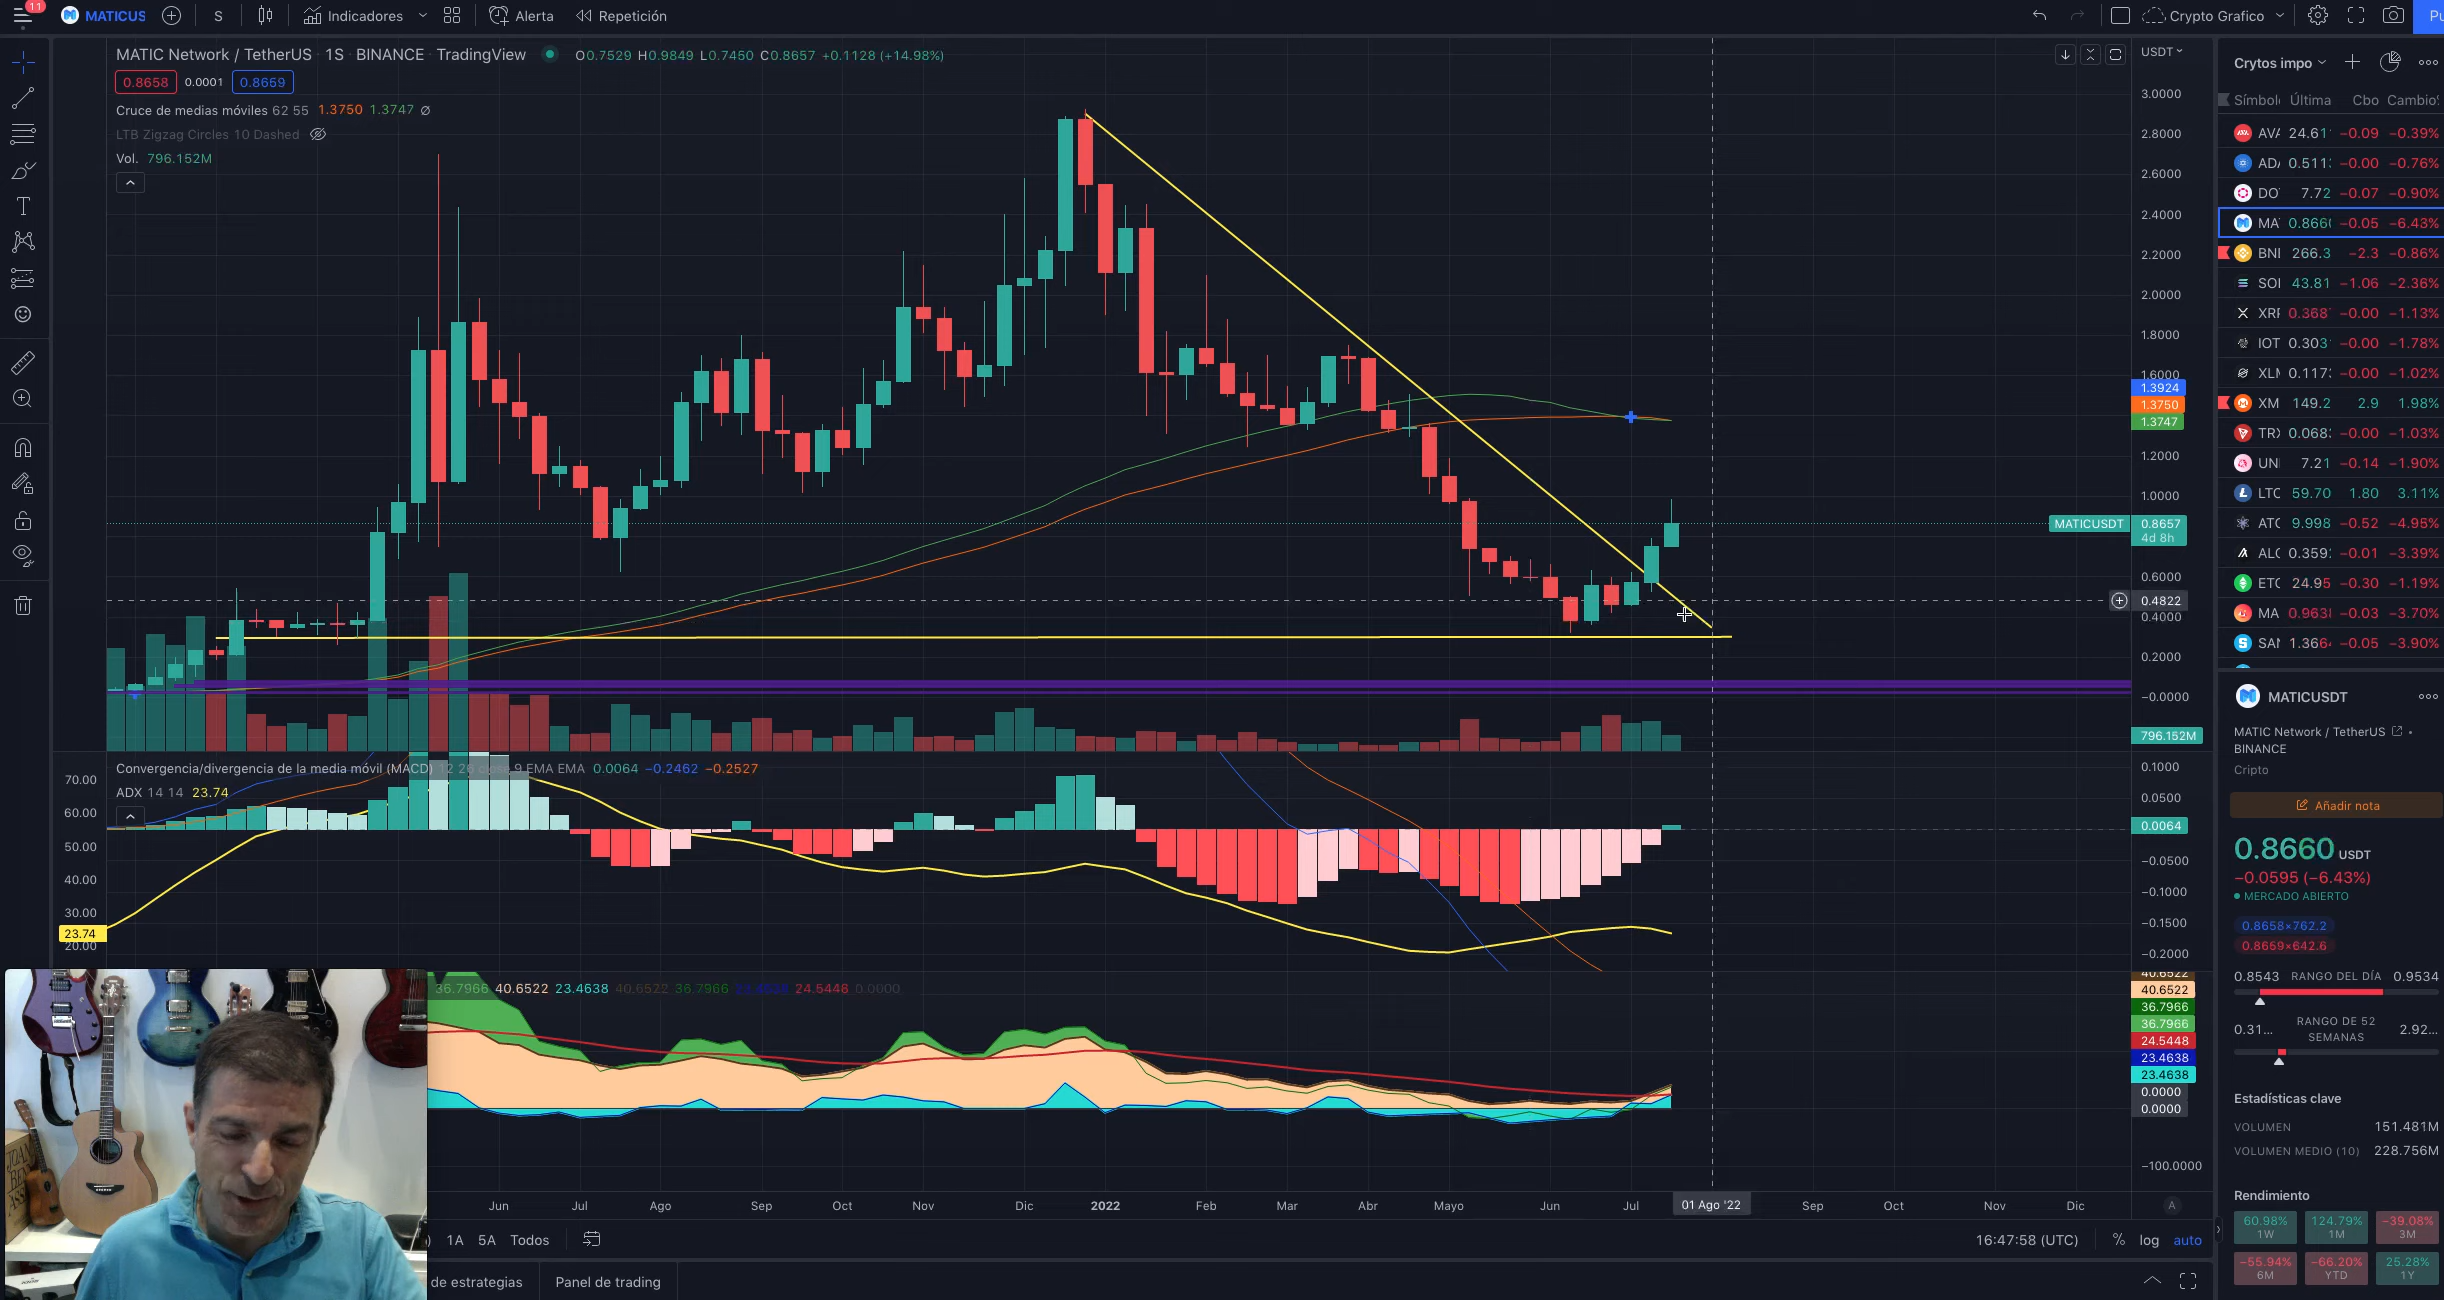 11
MATICUS
S
Indicadores
Alerta
Repetición
Crypto Grafico
Pu
MATIC Network / TetherUS · 1S · BINANCE · TradingView
O0.7529 H0.9849 L0.7450 C0.8657 +0.1128 (+14.98%)
0.8658 0.0001 0.8659
Cruce de medias móviles 62 55 1.3750 1.3747 Ø
LTB Zigzag Circles 10 Dashed
Vol. 796.152M
USDT
3.0000
2.8000
2.6000
2.4000
2.2000
2.0000
1.8000
1.6000
1.3924
1.3750
1.3747
1.2000
1.0000
MATICUSDT 0.8657
4d 8h
0.6000
0.4822
0.4000
0.2000
−0.0000
796.152M
Convergencia/divergencia de la media móvil (MACD) 12 26 close 9 EMA EMA 0.0064 −0.2462 −0.2527
ADX 14 14 23.74
70.00
60.00
50.00
40.00
30.00
23.74
20.00
0.1000
0.0500
0.0064
−0.0500
−0.1000
−0.1500
−0.2000
36.7966 40.6522 23.4638 40.6522 36.7966 23.4638 24.5448 0.0000
40.6522
40.6522
36.7966
36.7966
24.5448
23.4638
23.4638
0.0000
0.0000
−100.0000
Jun Jul Ago Sep Oct Nov Dic 2022 Feb Mar Abr Mayo Jun Jul 01 Ago '22 Sep Oct Nov Dic A
1A 5A Todos
16:47:58 (UTC) % log auto
de estrategias
Panel de trading
Crytos impo
Símbol Última Cbo Cambio%
AVA 24.61 −0.09 −0.39%
ADA 0.511 −0.00 −0.76%
DO 7.72 −0.07 −0.90%
MA 0.866 −0.05 −6.43%
BNI 266.3 −2.3 −0.86%
SOI 43.81 −1.06 −2.36%
XRF 0.368 −0.00 −1.13%
IOT 0.303 −0.00 −1.78%
XLM 0.117 −0.00 −1.02%
XM 149.2 2.9 1.98%
TRX 0.068 −0.00 −1.03%
UNI 7.21 −0.14 −1.90%
LTC 59.70 1.80 3.11%
ATC 9.998 −0.52 −4.95%
ALC 0.359 −0.01 −3.39%
ETC 24.95 −0.30 −1.19%
MA 0.963 −0.03 −3.70%
SAN 1.366 −0.05 −3.90%
MATICUSDT
MATIC Network / TetherUS
BINANCE
Cripto
Añadir nota
0.8660 USDT
−0.0595 (−6.43%)
MERCADO ABIERTO
0.8658×762.2
0.8659×642.6
0.8543 RANGO DEL DÍA 0.9534
0.31... RANGO DE 52 SEMANAS 2.92...
Estadísticas clave
VOLUMEN 151.481M
VOLUMEN MEDIO (10) 228.756M
Rendimiento
60.98% 124.79% −39.08%
1W 1M 3M
−55.94% −66.20% 25.28%
6M YTD 1Y